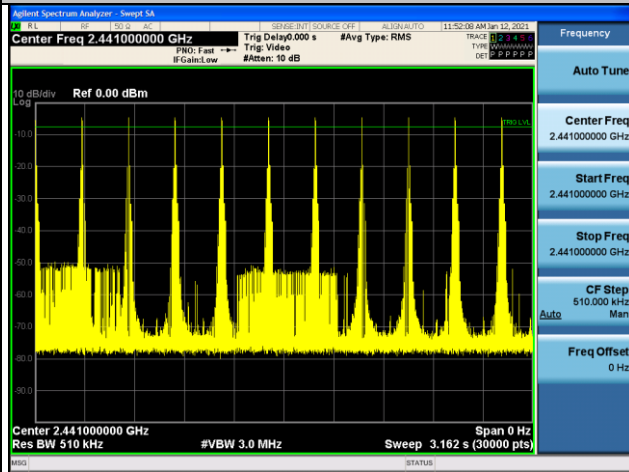 Agilent Spectrum Analyzer - Swept SA
RL RF 50 Ω AC SENSE:INT SOURCE OFF ALIGN AUTO 11:52:08 AM Jan 12, 2021
Center Freq 2.441000000 GHz
PNO: Fast
IFGain:Low
Trig Delay0.000 s
Trig: Video
#Atten: 10 dB
#Avg Type: RMS
TRACE 1 2 3 4 5 6
TYPE WWWWWW
DET P P P P P P
10 dB/div Ref 0.00 dBm
Log
TRIG LVL
-10.0
-20.0
-30.0
-40.0
-50.0
-60.0
-70.0
-80.0
-90.0
Center 2.441000000 GHz Span 0 Hz
Res BW 510 kHz #VBW 3.0 MHz Sweep 3.162 s (30000 pts)
MSG STATUS
Frequency
Auto Tune
Center Freq
2.441000000 GHz
Start Freq
2.441000000 GHz
Stop Freq
2.441000000 GHz
CF Step
510.000 kHz
Auto Man
Freq Offset
0 Hz